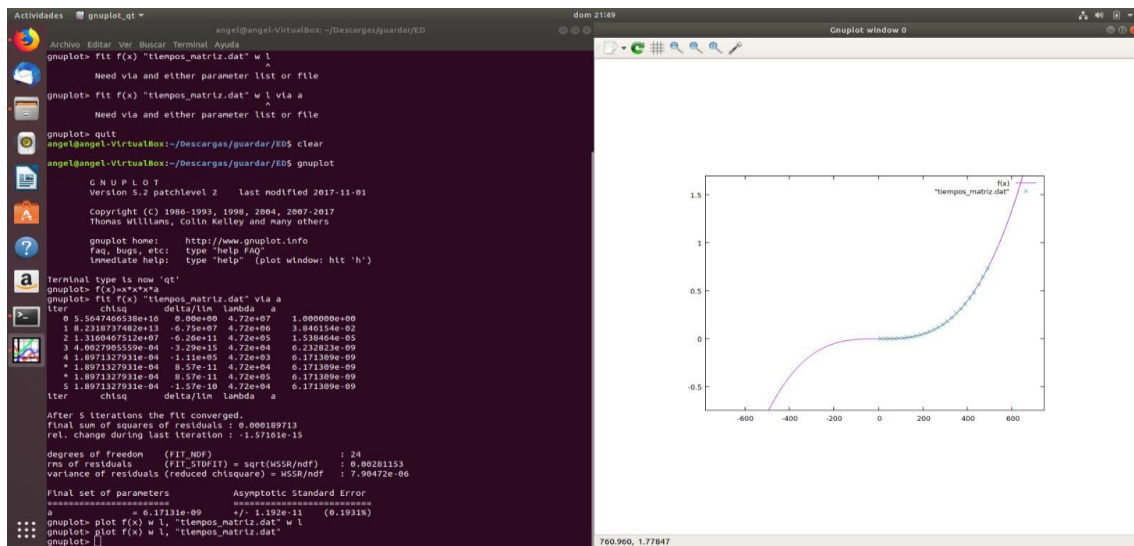 Actividades gnuplot_qt dom 21:49
angel@angel-VirtualBox: ~/Descargas/guardar/ED
Archivo Editar Ver Buscar Terminal Ayuda
gnuplot> fit f(x) "tiempos_matriz.dat" w l
^
Need via and either parameter list or file
gnuplot> fit f(x) "tiempos_matriz.dat" w l via a
^
Need via and either parameter list or file
gnuplot> quit
angel@angel-VirtualBox:~/Descargas/guardar/ED$ clear
angel@angel-VirtualBox:~/Descargas/guardar/ED$ gnuplot
G N U P L O T
Version 5.2 patchlevel 2 last modified 2017-11-01
Copyright (C) 1986-1993, 1998, 2004, 2007-2017
Thomas Williams, Colin Kelley and many others
gnuplot home: http://www.gnuplot.info
faq, bugs, etc: type "help FAQ"
immediate help: type "help" (plot window: hit 'h')
Terminal type is now 'qt'
gnuplot> f(x)=x*x*x*a
gnuplot> fit f(x) "tiempos_matriz.dat" via a
iter chisq delta/lim lambda a
0 5.5647466538e+16 0.00e+00 4.72e+07 1.000000e+00
1 8.2318737482e+13 -6.75e+07 4.72e+06 3.846154e-02
2 1.3160467512e+07 -6.26e+11 4.72e+05 1.538464e-05
3 4.0027905559e-04 -3.29e+15 4.72e+04 6.232823e-09
4 1.8971327931e-04 -1.11e+05 4.72e+03 6.171309e-09
* 1.8971327931e-04 8.57e-11 4.72e+04 6.171309e-09
* 1.8971327931e-04 8.57e-11 4.72e+05 6.171309e-09
5 1.8971327931e-04 -1.57e-10 4.72e+04 6.171309e-09
iter chisq delta/lim lambda a
After 5 iterations the fit converged.
final sum of squares of residuals : 0.000189713
rel. change during last iteration : -1.57161e-15
degrees of freedom (FIT_NDF) : 24
rms of residuals (FIT_STDFIT) = sqrt(WSSR/ndf) : 0.00281153
variance of residuals (reduced chisquare) = WSSR/ndf : 7.90472e-06
Final set of parameters Asymptotic Standard Error
======================= ==========================
a = 6.17131e-09 +/- 1.192e-11 (0.1931%)
gnuplot> plot f(x) w l, "tiempos_matriz.dat" w l
gnuplot> plot f(x) w l, "tiempos_matriz.dat"
gnuplot>
Gnuplot window 0
f(x)
"tiempos_matriz.dat"
1.5
1
0.5
0
-0.5
-600 -400 -200 0 200 400 600
760.960, 1.77847